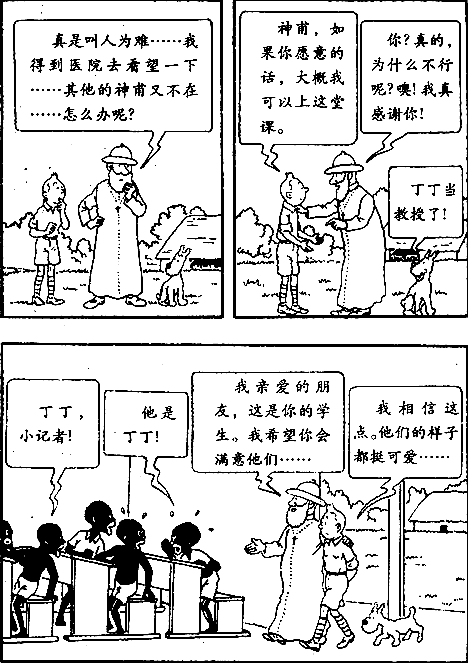 真是叫人为难……我
得到医院去看望一下
……其他的神甫又不在
……怎么办呢?
神甫,如
果你愿意的
话,大概我
可以上这堂
课。
你?真的,
为什么不行
呢?噢!我真
感谢你!
丁丁当
教授了!
丁丁,
小记者!
他是
丁丁!
我亲爱的朋
友,这是你的学
生。我希望你会
满意他们……
我相信这
点。他们的样子
都挺可爱……